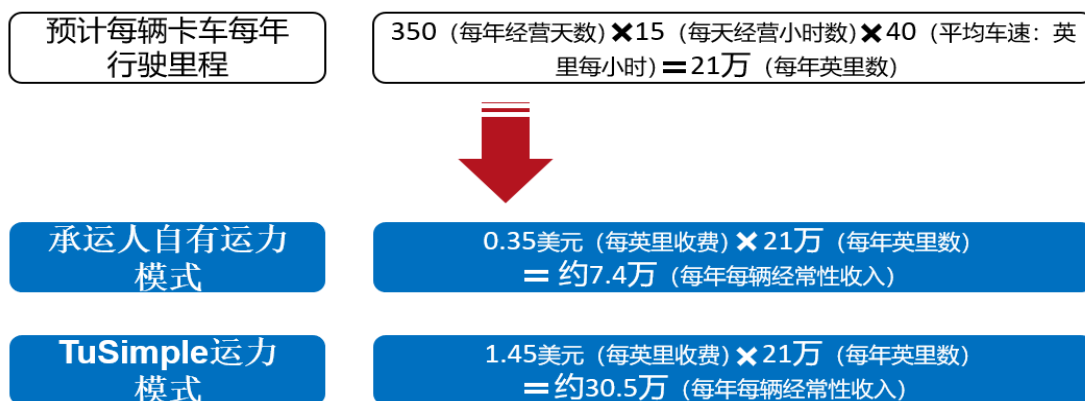 预计每辆卡车每年
行驶里程
350（每年经营天数）×15（每天经营小时数）×40（平均车速：英
里每小时）＝21万（每年英里数）
承运人自有运力
模式
0.35美元（每英里收费）×21万（每年英里数）
＝约7.4万（每年每辆经常性收入）
TuSimple运力
模式
1.45美元（每英里收费）×21万（每年英里数）
＝约30.5万（每年每辆经常性收入）